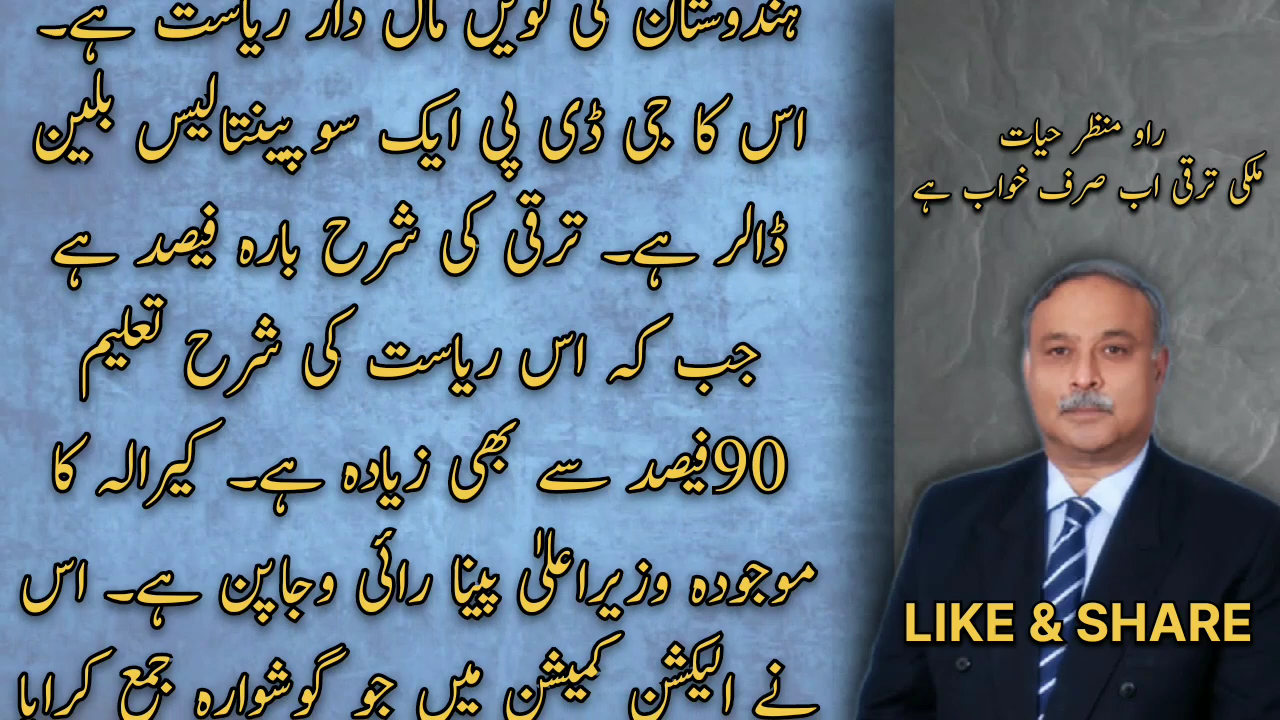 ہندوستان کی نویں مال دار ریاست ہے۔
اس کا جی ڈی پی ایک سو پینتالیس بلین
ڈالر ہے۔ ترقی کی شرح بارہ فیصد ہے
جب کہ اس ریاست کی شرح تعلیم
90فیصد سے بھی زیادہ ہے۔ کیرالہ کا
موجودہ وزیراعلیٰ پینا رائی وجاپن ہے۔ اس
نے الیکشن کمیشن میں جو گوشوارہ جمع کرایا
راو منظر حیات
ملکی ترقی اب صرف خواب ہے
LIKE & SHARE